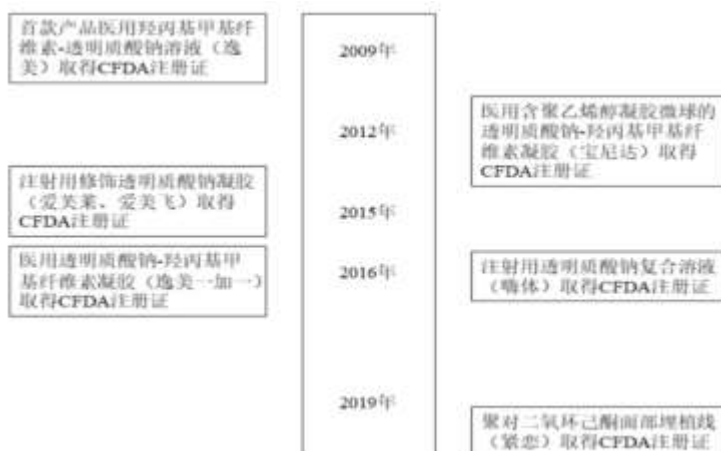 首款产品医用羟丙基甲基纤
维素-透明质酸钠溶液（逸
美）取得CFDA注册证
2009年
2012年
医用含聚乙烯醇凝胶微球的
透明质酸钠-羟丙基甲基纤
维素凝胶（宝尼达）取得
CFDA注册证
注射用修饰透明质酸钠凝胶
（爱芙莱、爱美飞）取得
CFDA注册证
2015年
医用透明质酸钠-羟丙基甲
基纤维素凝胶（逸美一加一）
取得CFDA注册证
2016年
注射用透明质酸钠复合溶液
（嗨体）取得CFDA注册证
2019年
聚对二氧环己酮面部埋植线
（紧恋）取得CFDA注册证